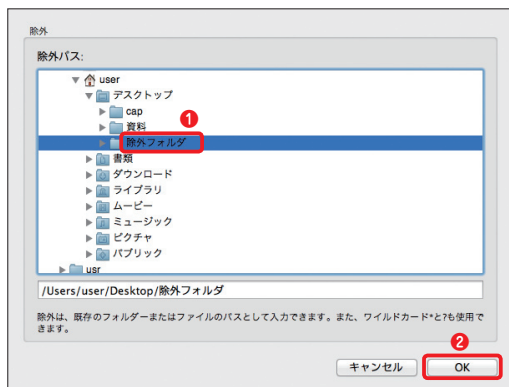 除外
除外パス:
user
デスクトップ
cap
資料
❶
除外フォルダ
書類
ダウンロード
ライブラリ
ムービー
ミュージック
ピクチャ
パブリック
usr
/Users/user/Desktop/除外フォルダ
除外は、既存のフォルダーまたはファイルのパスとして入力できます。また、ワイルドカード*と?も使用で
きます。
❷
キャンセル OK